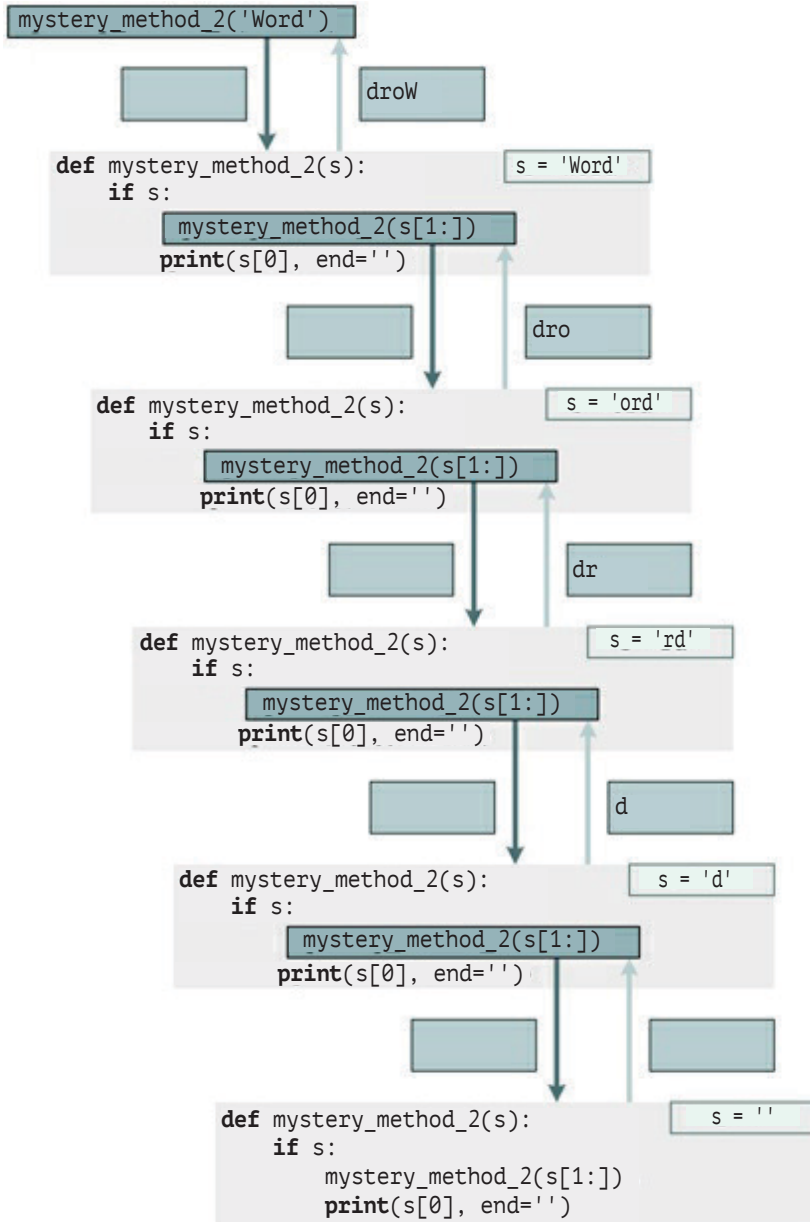 mystery_method_2('Word')
droW
def mystery_method_2(s):
s = 'Word'
if s:
mystery_method_2(s[1:])
print(s[0], end='')
dro
def mystery_method_2(s):
s = 'ord'
if s:
mystery_method_2(s[1:])
print(s[0], end='')
dr
def mystery_method_2(s):
s = 'rd'
if s:
mystery_method_2(s[1:])
print(s[0], end='')
d
def mystery_method_2(s):
s = 'd'
if s:
mystery_method_2(s[1:])
print(s[0], end='')
def mystery_method_2(s):
s = ''
if s:
mystery_method_2(s[1:])
print(s[0], end='')